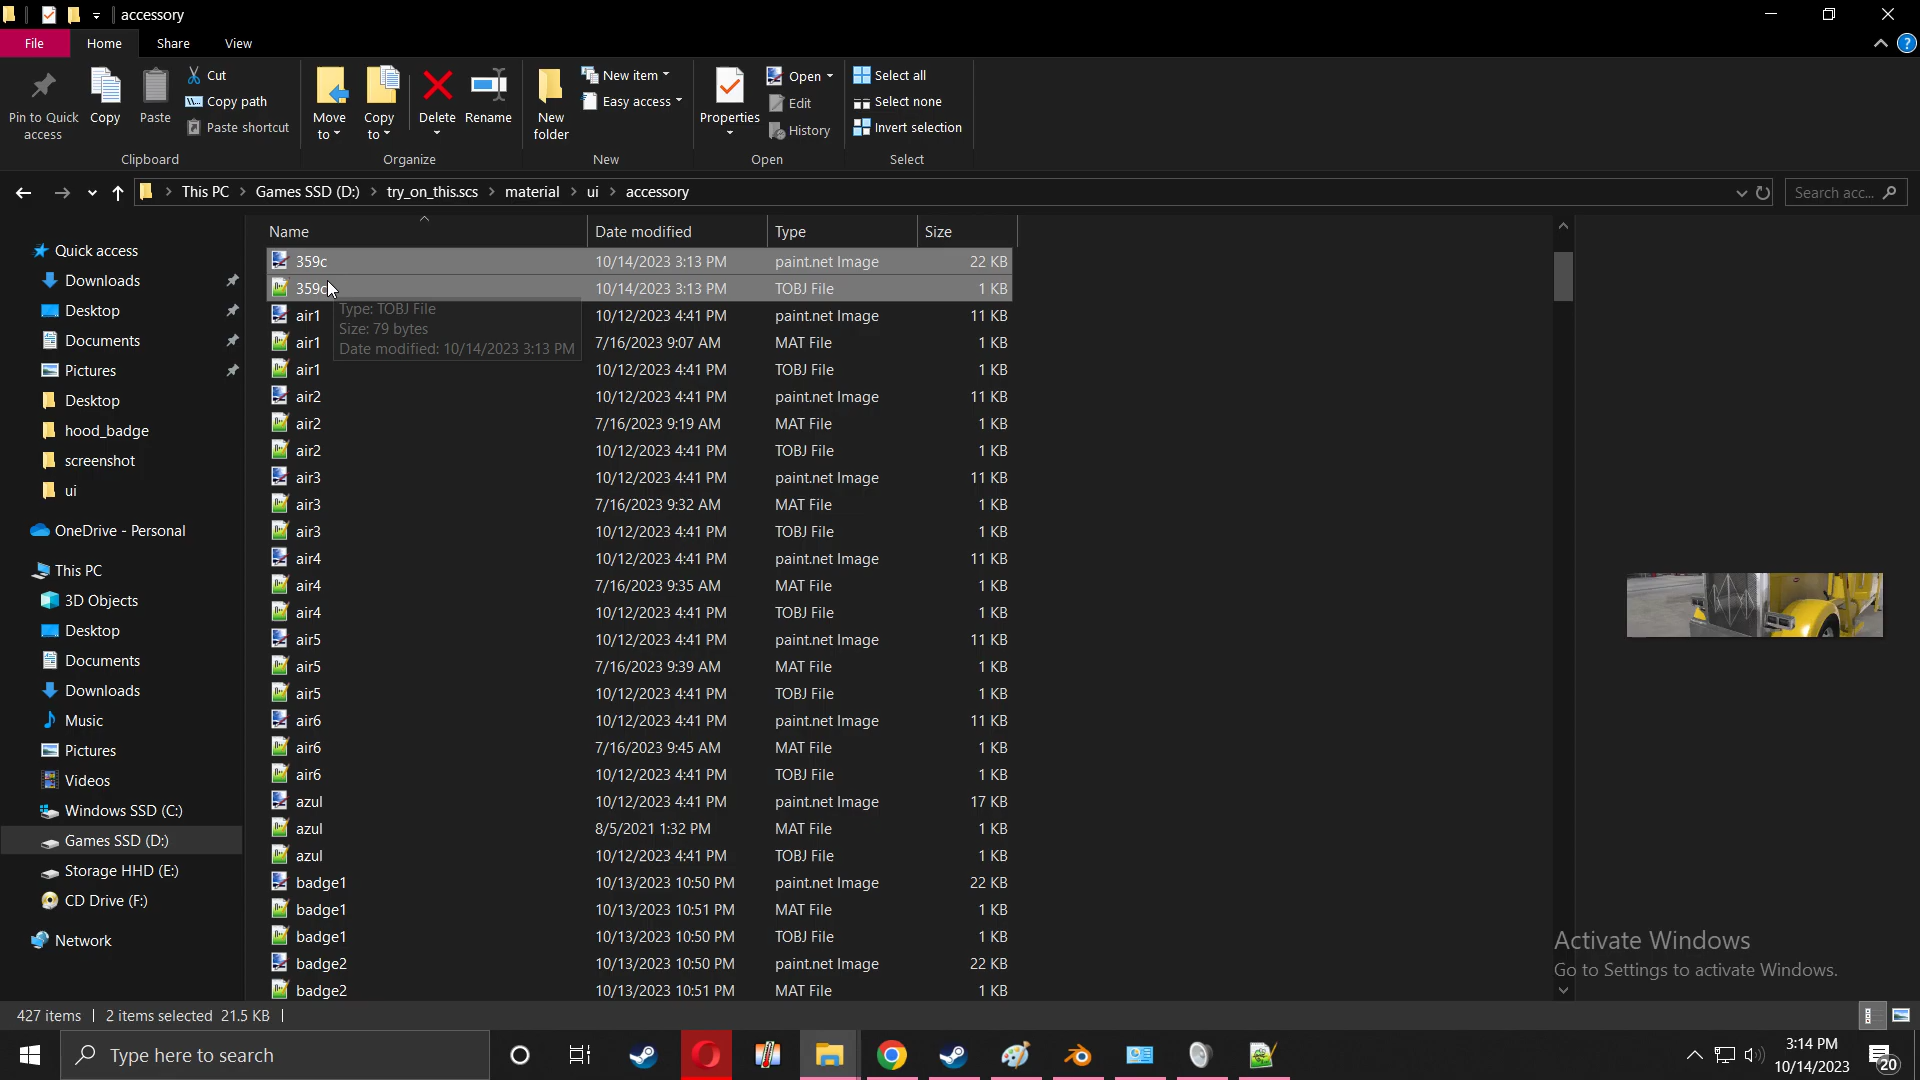 accessory
File Home Share View
Pin to Quick access
Copy
Paste
Cut
Copy path
Paste shortcut
Clipboard
Move to
Copy to
Delete
Rename
Organize
New folder
New item
Easy access
New
Properties
Open
Edit
History
Open
Select all
Select none
Invert selection
Select
This PC > Games SSD (D:) > try_on_this.scs > material > ui > accessory
Search acc...
Quick access
Downloads
Desktop
Documents
Pictures
Desktop
hood_badge
screenshot
ui
OneDrive - Personal
This PC
3D Objects
Desktop
Documents
Downloads
Music
Pictures
Videos
Windows SSD (C:)
Games SSD (D:)
Storage HHD (E:)
CD Drive (F:)
Network
Name Date modified Type Size
359c 10/14/2023 3:13 PM paint.net Image 22 KB
359c 10/14/2023 3:13 PM TOBJ File 1 KB
Type: TOBJ File
Size: 79 bytes
Date modified: 10/14/2023 3:13 PM
air1 10/12/2023 4:41 PM paint.net Image 11 KB
air1 7/16/2023 9:07 AM MAT File 1 KB
air1 10/12/2023 4:41 PM TOBJ File 1 KB
air2 10/12/2023 4:41 PM paint.net Image 11 KB
air2 7/16/2023 9:19 AM MAT File 1 KB
air2 10/12/2023 4:41 PM TOBJ File 1 KB
air3 10/12/2023 4:41 PM paint.net Image 11 KB
air3 7/16/2023 9:32 AM MAT File 1 KB
air3 10/12/2023 4:41 PM TOBJ File 1 KB
air4 10/12/2023 4:41 PM paint.net Image 11 KB
air4 7/16/2023 9:35 AM MAT File 1 KB
air4 10/12/2023 4:41 PM TOBJ File 1 KB
air5 10/12/2023 4:41 PM paint.net Image 11 KB
air5 7/16/2023 9:39 AM MAT File 1 KB
air5 10/12/2023 4:41 PM TOBJ File 1 KB
air6 10/12/2023 4:41 PM paint.net Image 11 KB
air6 7/16/2023 9:45 AM MAT File 1 KB
air6 10/12/2023 4:41 PM TOBJ File 1 KB
azul 10/12/2023 4:41 PM paint.net Image 17 KB
azul 8/5/2021 1:32 PM MAT File 1 KB
azul 10/12/2023 4:41 PM TOBJ File 1 KB
badge1 10/13/2023 10:50 PM paint.net Image 22 KB
badge1 10/13/2023 10:51 PM MAT File 1 KB
badge1 10/13/2023 10:50 PM TOBJ File 1 KB
badge2 10/13/2023 10:50 PM paint.net Image 22 KB
badge2 10/13/2023 10:51 PM MAT File 1 KB
Activate Windows
Go to Settings to activate Windows.
427 items 2 items selected 21.5 KB
Type here to search
3:14 PM
10/14/2023
20